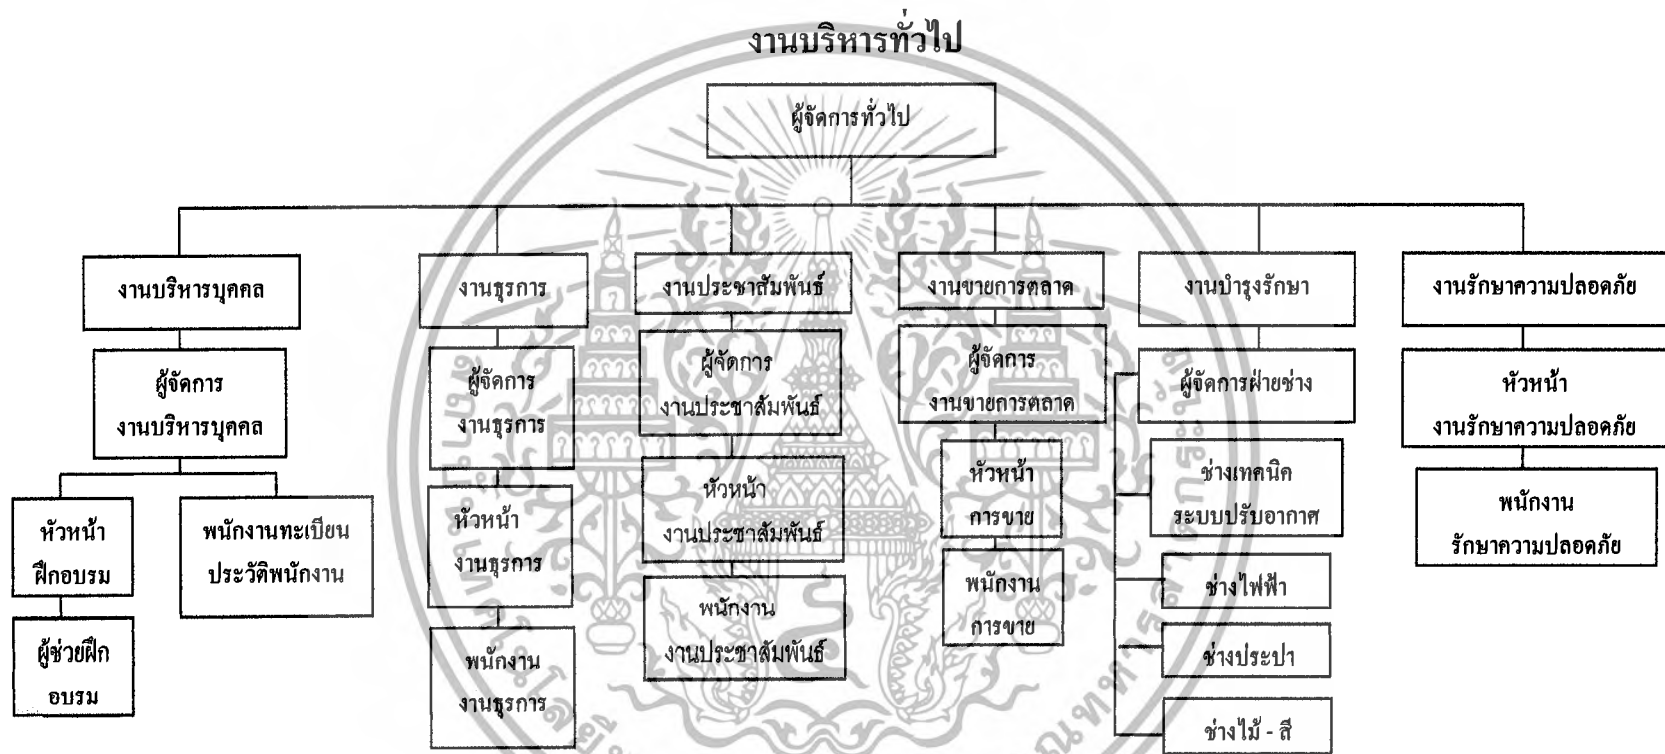 งานบริหารทั่วไป
ผู้จัดการทั่วไป
งานบริหารบุคคล
งานธุรการ
งานประชาสัมพันธ์
งานขายการตลาด
งานบำรุงรักษา
งานรักษาความปลอดภัย
ผู้จัดการ
งานบริหารบุคคล
ผู้จัดการ
งานธุรการ
ผู้จัดการ
งานประชาสัมพันธ์
ผู้จัดการ
งานขายการตลาด
ผู้จัดการฝ่ายช่าง
หัวหน้า
งานรักษาความปลอดภัย
หัวหน้า
ฝึกอบรม
พนักงานทะเบียน
ประวัติพนักงาน
หัวหน้า
งานธุรการ
หัวหน้า
งานประชาสัมพันธ์
หัวหน้า
การขาย
ช่างเทคนิค
ระบบปรับอากาศ
พนักงาน
รักษาความปลอดภัย
ผู้ช่วยฝึก
อบรม
พนักงาน
งานธุรการ
พนักงาน
งานประชาสัมพันธ์
พนักงาน
การขาย
ช่างไฟฟ้า
ช่างประปา
ช่างไม้ - สี